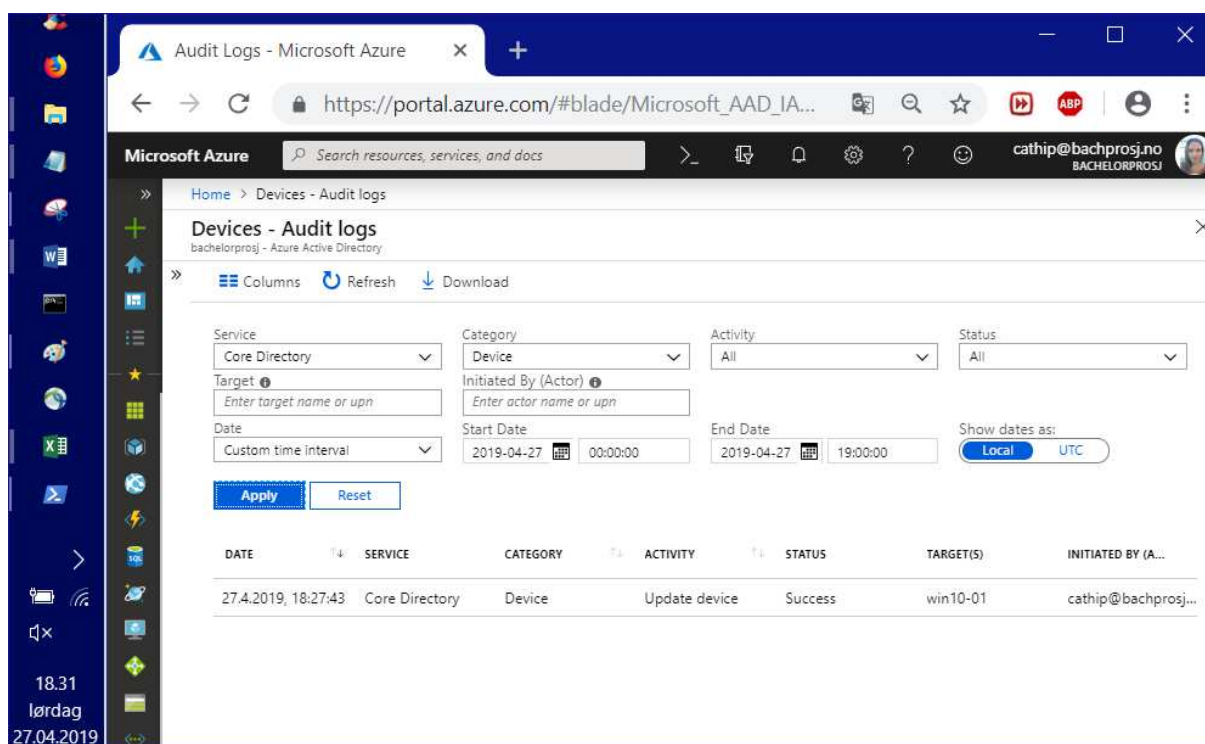 Audit Logs - Microsoft Azure
https://portal.azure.com/#blade/Microsoft_AAD_IA...
ABP
Microsoft Azure
Search resources, services, and docs
cathip@bachprosj.no
BACHELORPROSJ
Home > Devices - Audit logs
Devices - Audit logs
bachelorprosj - Azure Active Directory
Columns Refresh Download
Service Category Activity Status
Core Directory Device All All
Target Initiated By (Actor)
Enter target name or upn Enter actor name or upn
Date Start Date End Date Show dates as:
Custom time interval 2019-04-27 00:00:00 2019-04-27 19:00:00 Local UTC
Apply Reset
DATE SERVICE CATEGORY ACTIVITY STATUS TARGET(S) INITIATED BY (A...
27.4.2019, 18:27:43 Core Directory Device Update device Success win10-01 cathip@bachprosj...
SQL
18.31
lørdag
27.04.2019